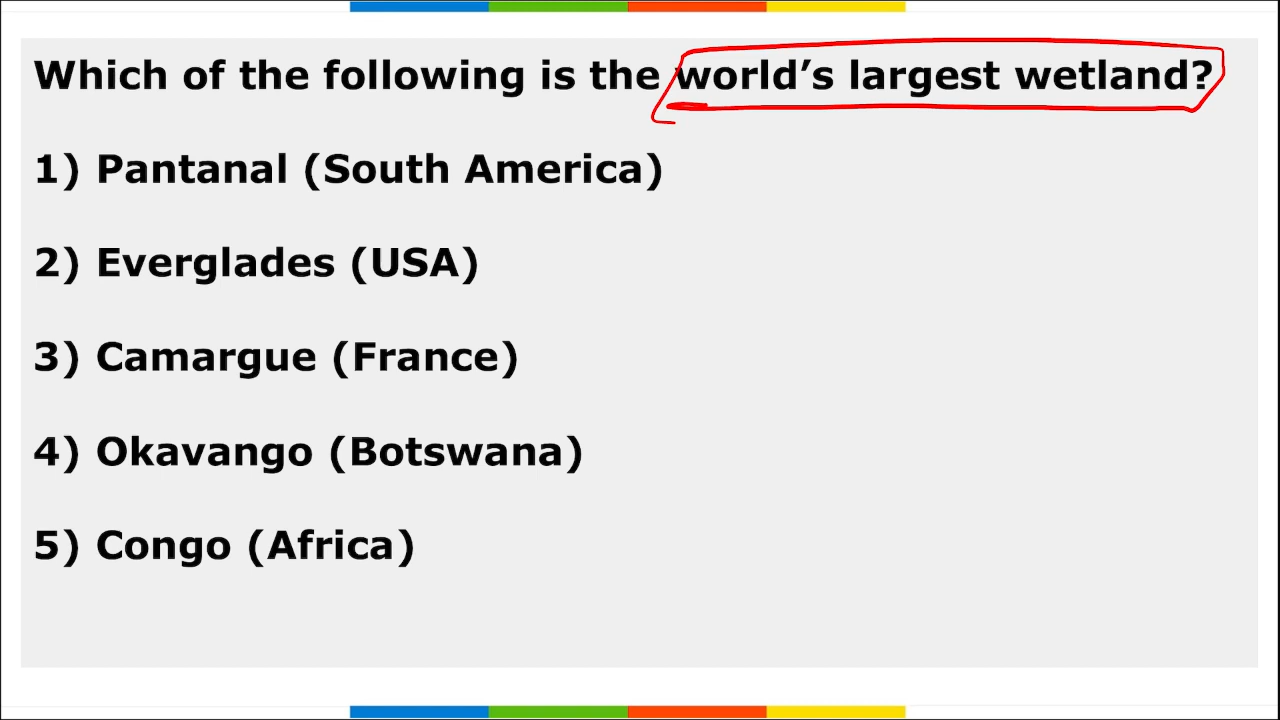 Which of the following is the world’s largest wetland?
1) Pantanal (South America)
2) Everglades (USA)
3) Camargue (France)
4) Okavango (Botswana)
5) Congo (Africa)